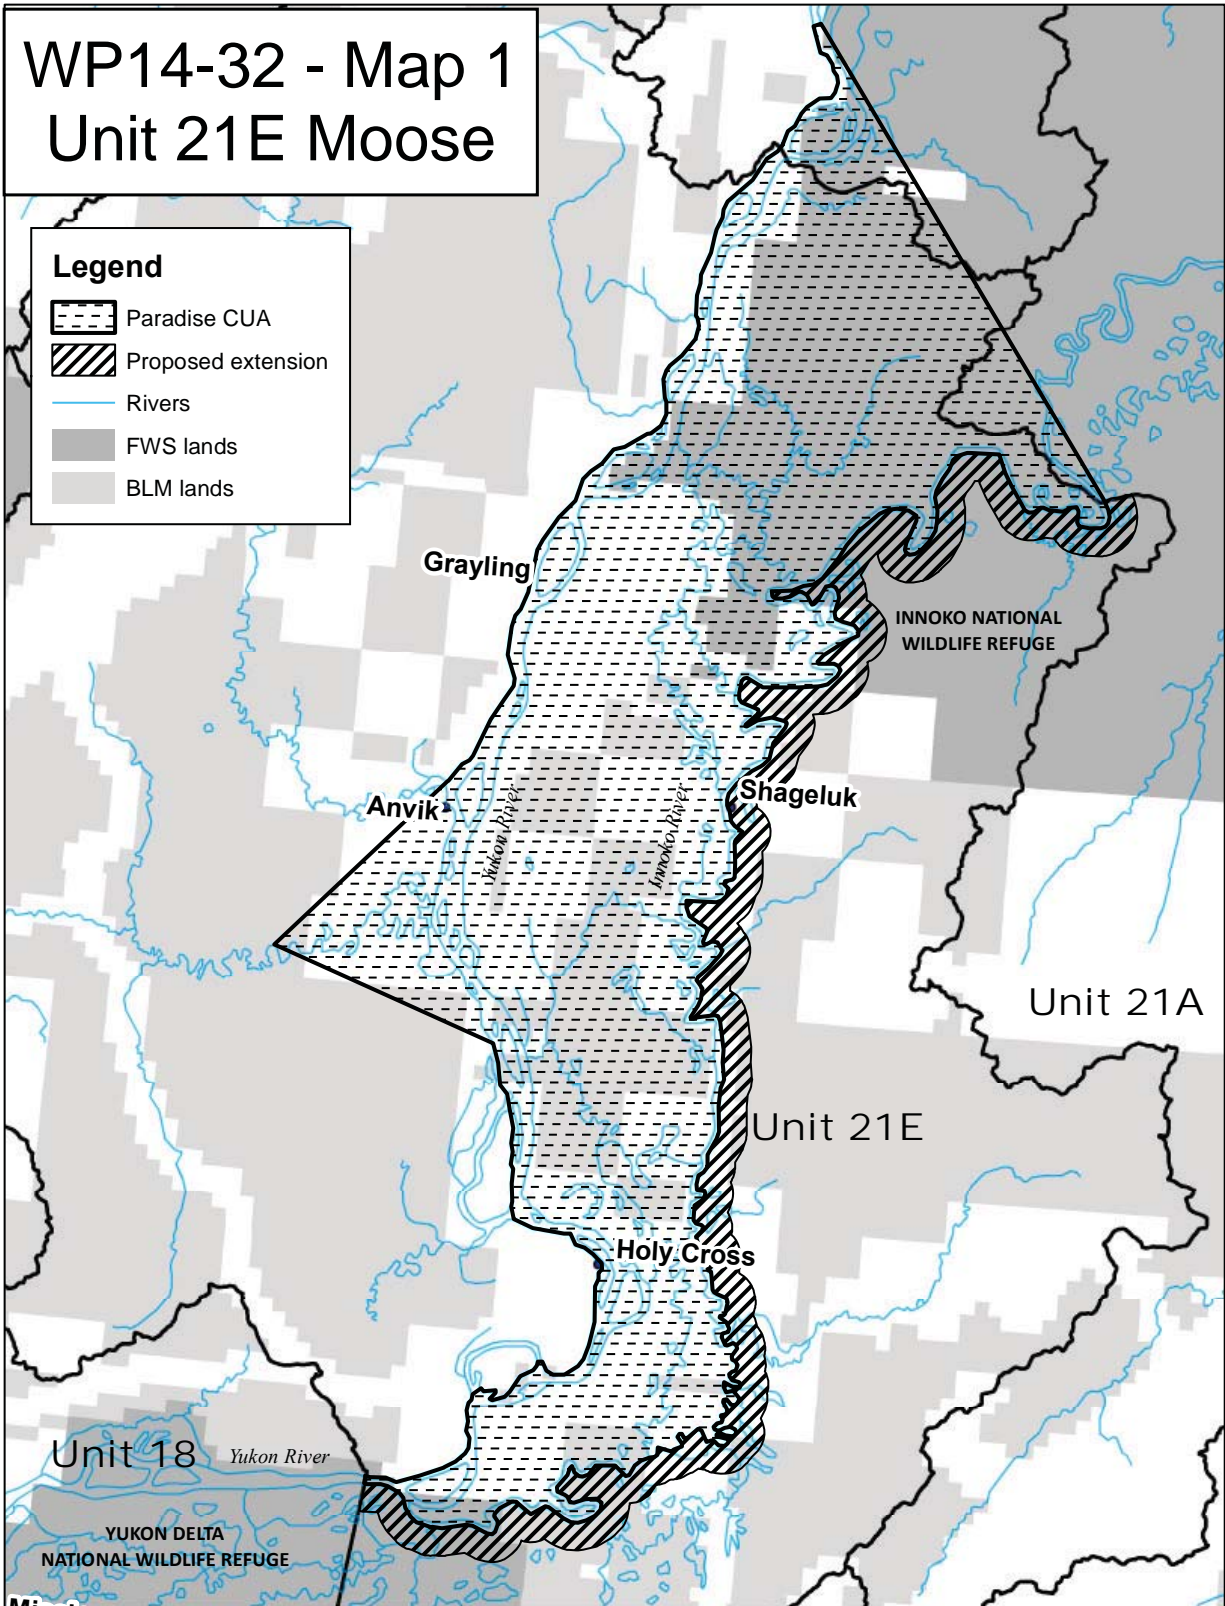 WP14-32 - Map 1
Unit 21E Moose
Legend
Paradise CUA
Proposed extension
Rivers
FWS lands
BLM lands
Grayling
INNOKO NATIONAL
WILDLIFE REFUGE
Anvik
Yukon River
Innoko River
Shageluk
Unit 21A
Unit 21E
Holy Cross
Unit 18
Yukon River
YUKON DELTA
NATIONAL WILDLIFE REFUGE